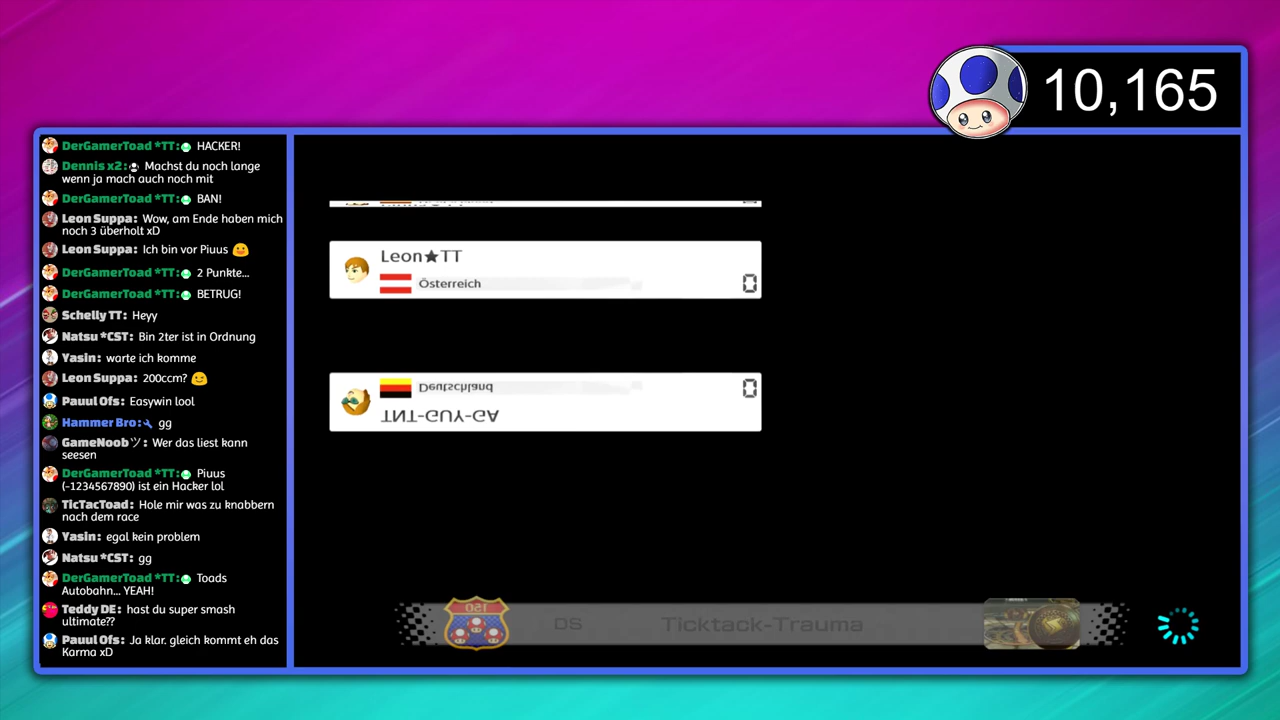 10,165
DerGamerToad *TT: HACKER!
Dennis x2: Machst du noch lange
wenn ja mach auch noch mit
DerGamerToad *TT: BAN!
Leon Suppa: Wow, am Ende haben mich
noch 3 überholt xD
Leon Suppa: Ich bin vor Piuus
DerGamerToad *TT: 2 Punkte...
DerGamerToad *TT: BETRUG!
Schelly TT: Heyy
Natsu *CST: Bin 2ter ist in Ordnung
Yasin: warte ich komme
Leon Suppa: 200ccm?
Pauul Ofs: Easywin lool
Hammer Bro: gg
GameNoob ツ: Wer das liest kann
seesen
DerGamerToad *TT: Piuus
(-1234567890) ist ein Hacker lol
TicTacToad: Hole mir was zu knabbern
nach dem race
Yasin: egal kein problem
Natsu *CST: gg
DerGamerToad *TT: Toads
Autobahn... YEAH!
Teddy DE: hast du super smash
ultimate??
Pauul Ofs: Ja klar. gleich kommt eh das
Karma xD
Leon★TT
Österreich 0
Deutschland 0
TNT-GUY-GA
150 DS Ticktack-Trauma